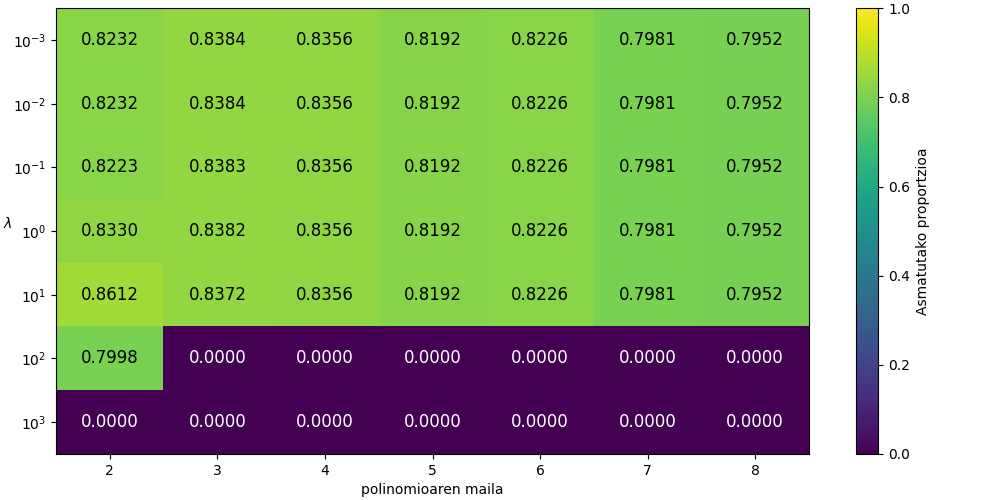 10⁻³ 0.8232 0.8384 0.8356 0.8192 0.8226 0.7981 0.7952
10⁻² 0.8232 0.8384 0.8356 0.8192 0.8226 0.7981 0.7952
10⁻¹ 0.8223 0.8383 0.8356 0.8192 0.8226 0.7981 0.7952
λ
10⁰ 0.8330 0.8382 0.8356 0.8192 0.8226 0.7981 0.7952
10¹ 0.8612 0.8372 0.8356 0.8192 0.8226 0.7981 0.7952
10² 0.7998 0.0000 0.0000 0.0000 0.0000 0.0000 0.0000
10³ 0.0000 0.0000 0.0000 0.0000 0.0000 0.0000 0.0000
2 3 4 5 6 7 8
polinomioaren maila
1.0
0.8
0.6
0.4
0.2
0.0
Asmatutako proportzioa